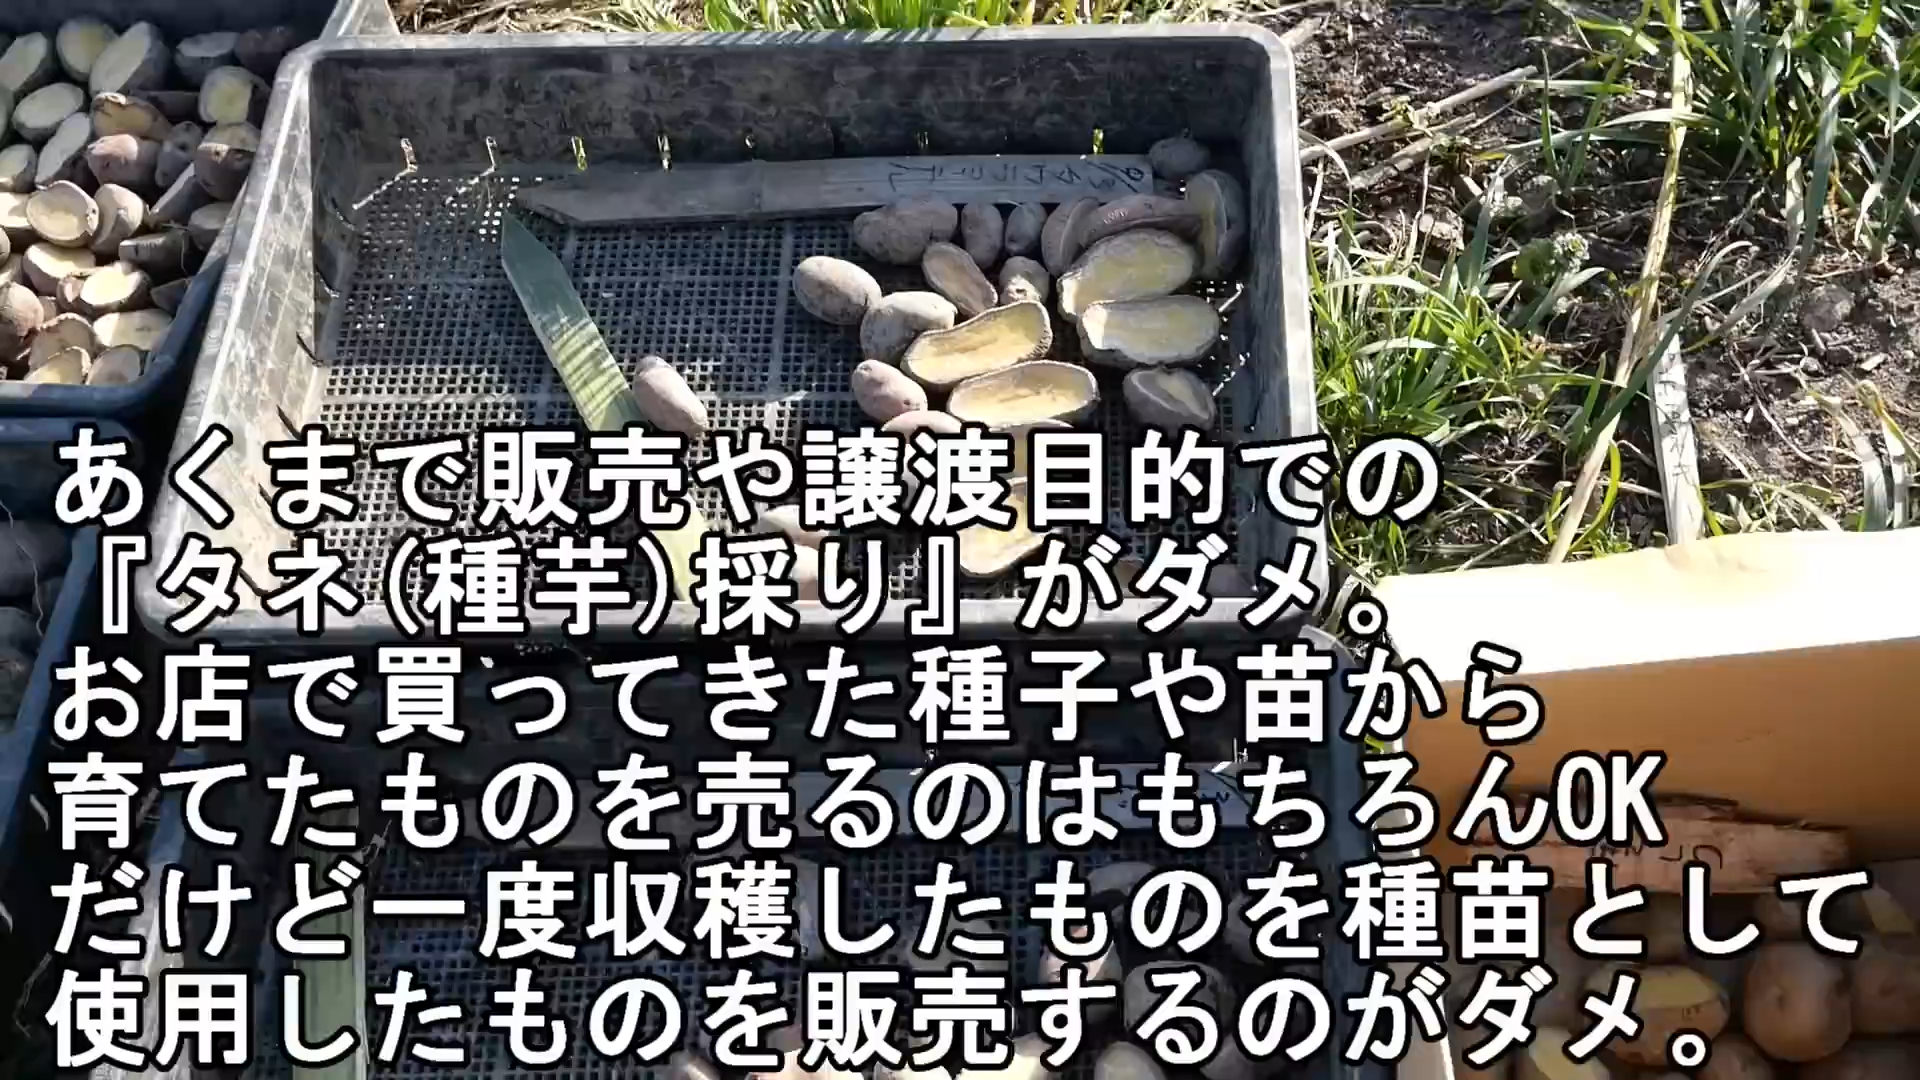 あくまで販売や譲渡目的での
『タネ(種芋)採り』がダメ。
お店で買ってきた種子や苗から
育てたものを売るのはもちろんOK
だけど一度収穫したものを種苗として
使用したものを販売するのがダメ。